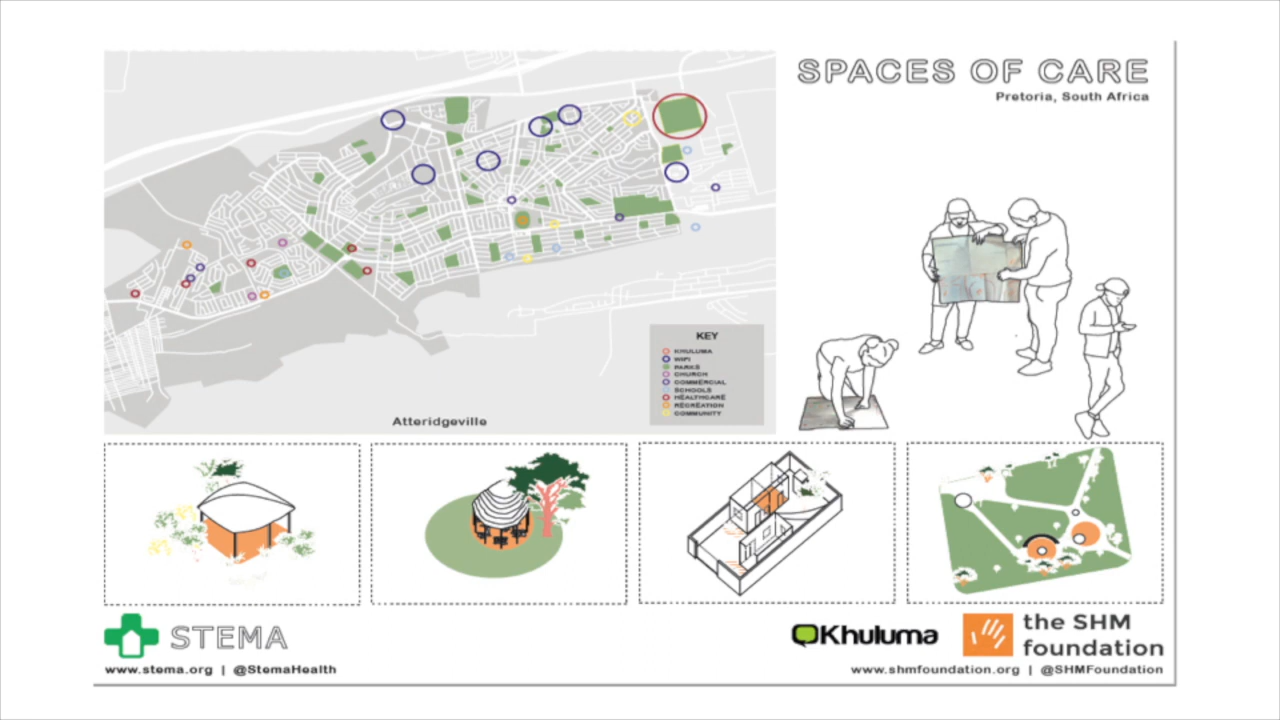 SPACES OF CARE
Pretoria, South Africa
KEY
KHULUMA
WIFI
PARKS
CHURCH
COMMERCIAL
SCHOOLS
HEALTHCARE
RECREATION
COMMUNITY
Atteridgeville
STEMA
www.stema.org | @StemaHealth
Khuluma
the SHM
foundation
www.shmfoundation.org | @SHMFoundation